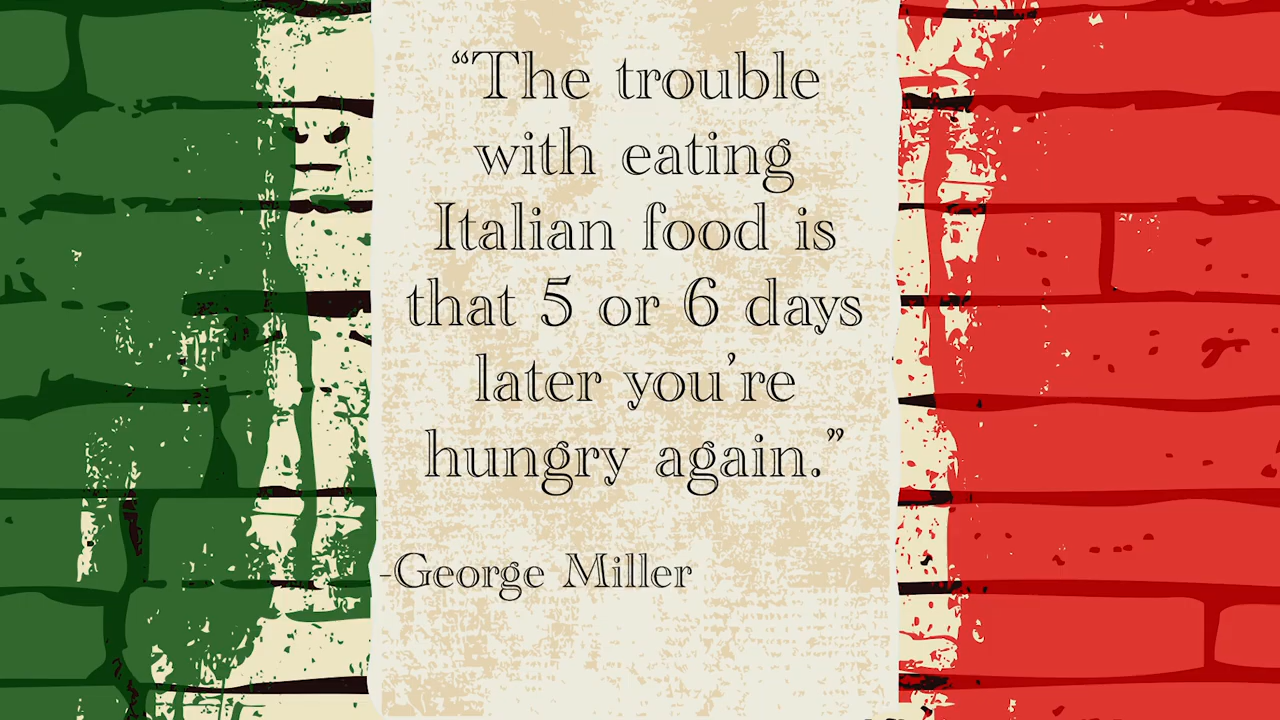 “The trouble
with eating
Italian food is
that 5 or 6 days
later you’re
hungry again.”
-George Miller